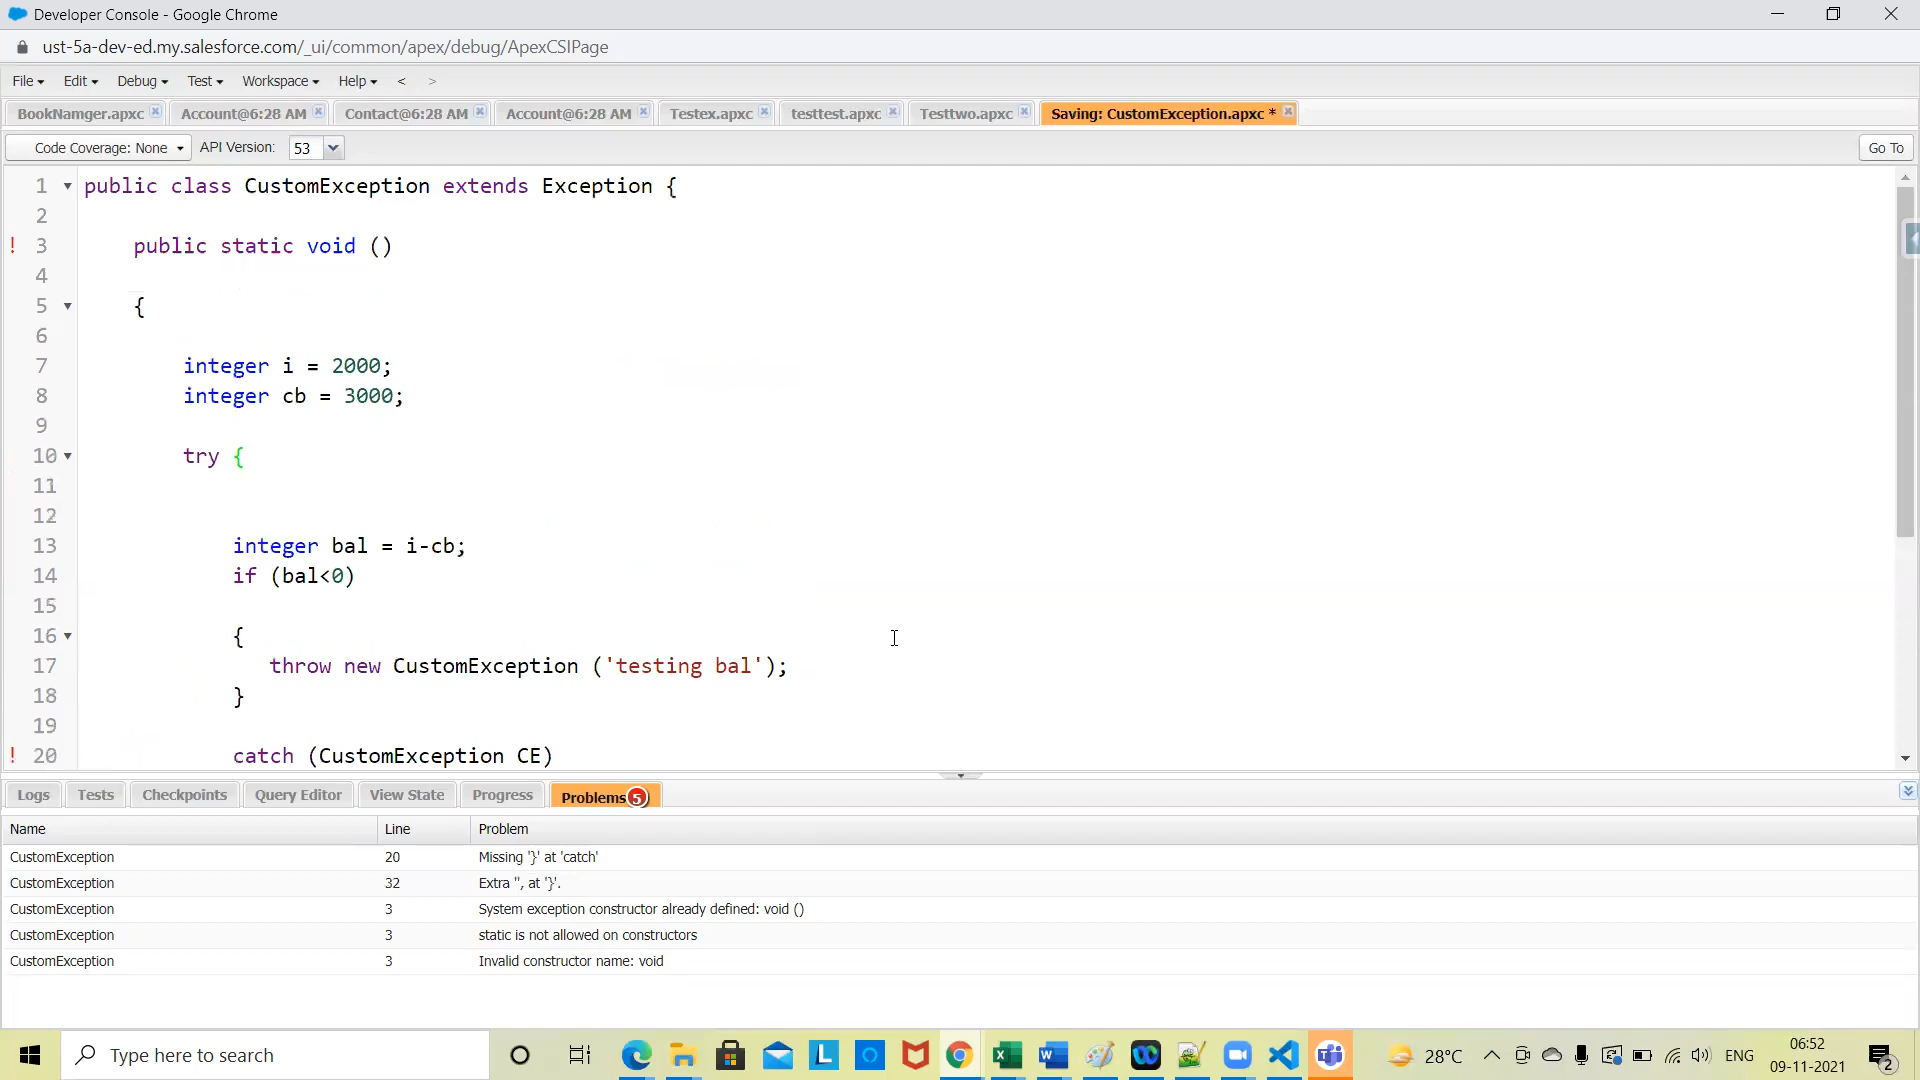 Developer Console - Google Chrome
ust-5a-dev-ed.my.salesforce.com/_ui/common/apex/debug/ApexCSIPage
File Edit Debug Test Workspace Help < >
BookNamger.apxc Account@6:28 AM Contact@6:28 AM Account@6:28 AM Testex.apxc testtest.apxc Testtwo.apxc Saving: CustomException.apxc *
Code Coverage: None API Version: 53 Go To
1 public class CustomException extends Exception {
2
! 3 public static void ()
4
5 {
6
7 integer i = 2000;
8 integer cb = 3000;
9
10 try {
11
12
13 integer bal = i-cb;
14 if (bal<0)
15
16 {
17 throw new CustomException ('testing bal');
18 }
19
! 20 catch (CustomException CE)
Logs Tests Checkpoints Query Editor View State Progress Problems 5
Name Line Problem
CustomException 20 Missing '}' at 'catch'
CustomException 32 Extra '', at '}'.
CustomException 3 System exception constructor already defined: void ()
CustomException 3 static is not allowed on constructors
CustomException 3 Invalid constructor name: void
Type here to search 28°C ENG 06:52
09-11-2021 2